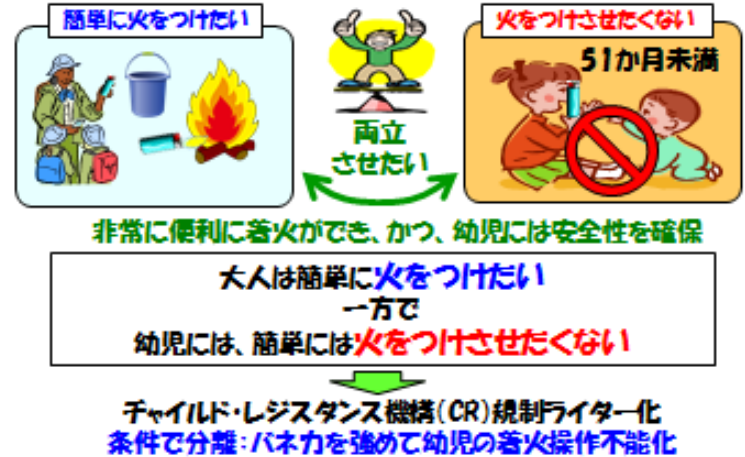 簡単に火をつけたい
火をつけさせたくない
51か月未満
両立
させたい
非常に便利に着火ができ、かつ、幼児には安全性を確保
大人は簡単に火をつけたい
一方で
幼児には、簡単には火をつけさせたくない
チャイルド・レジスタンス機構(CR)規制ライター化
条件で分離:バネ力を強めて幼児の着火操作不能化